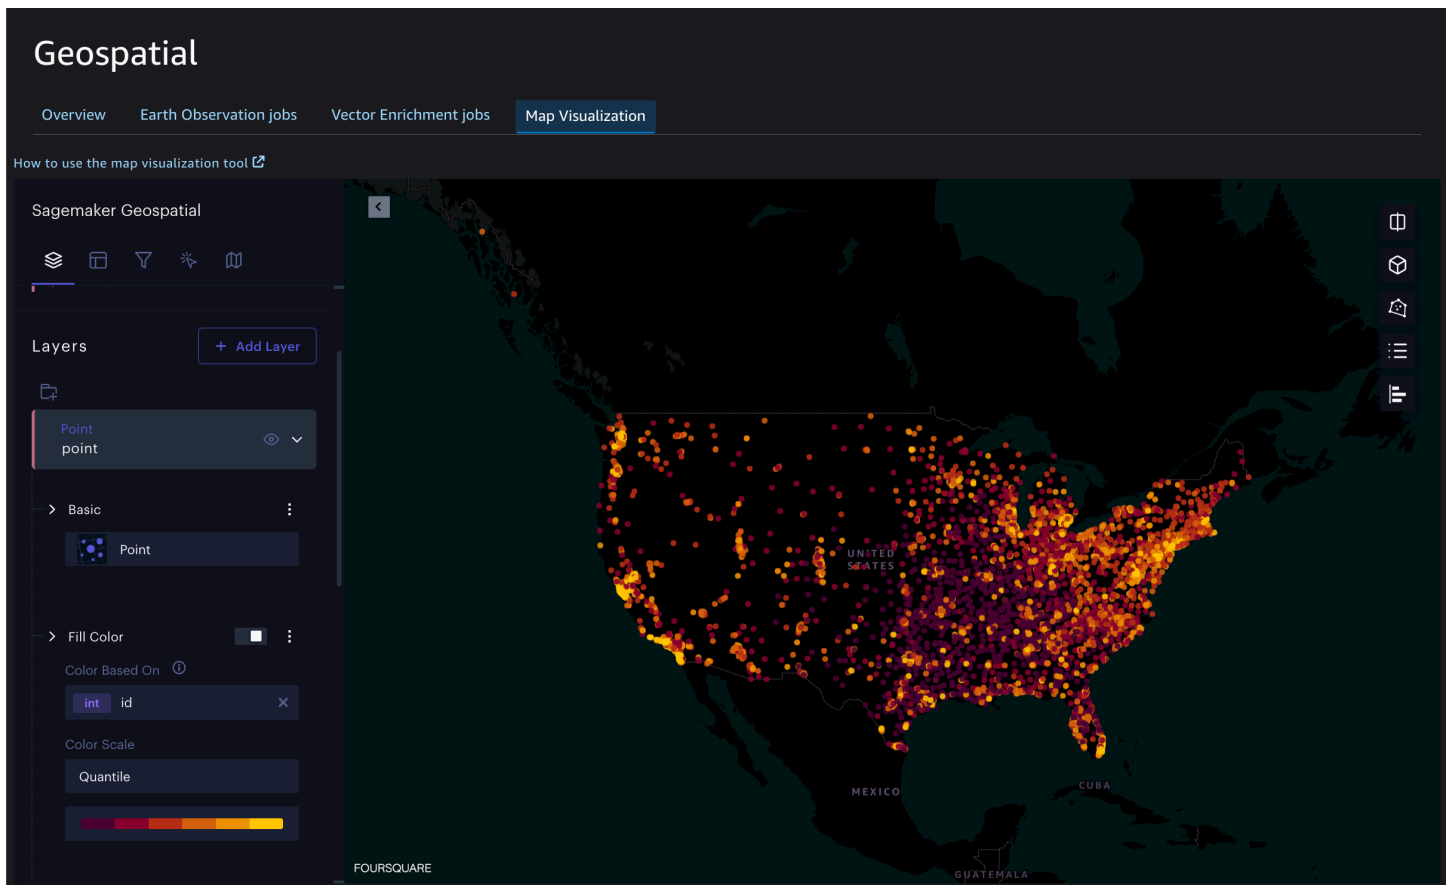 Geospatial
Overview
Earth Observation jobs
Vector Enrichment jobs
Map Visualization
How to use the map visualization tool
Sagemaker Geospatial
Layers
+ Add Layer
Point
point
Basic
Point
Fill Color
Color Based On
int id
Color Scale
Quantile
UNITED
STATES
MEXICO
CUBA
GUATEMALA
FOURSQUARE